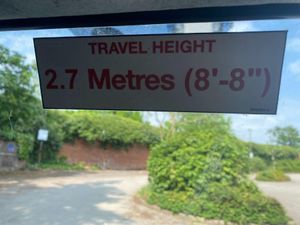 TRAVEL HEIGHT
2.7 Metres (8'-8")